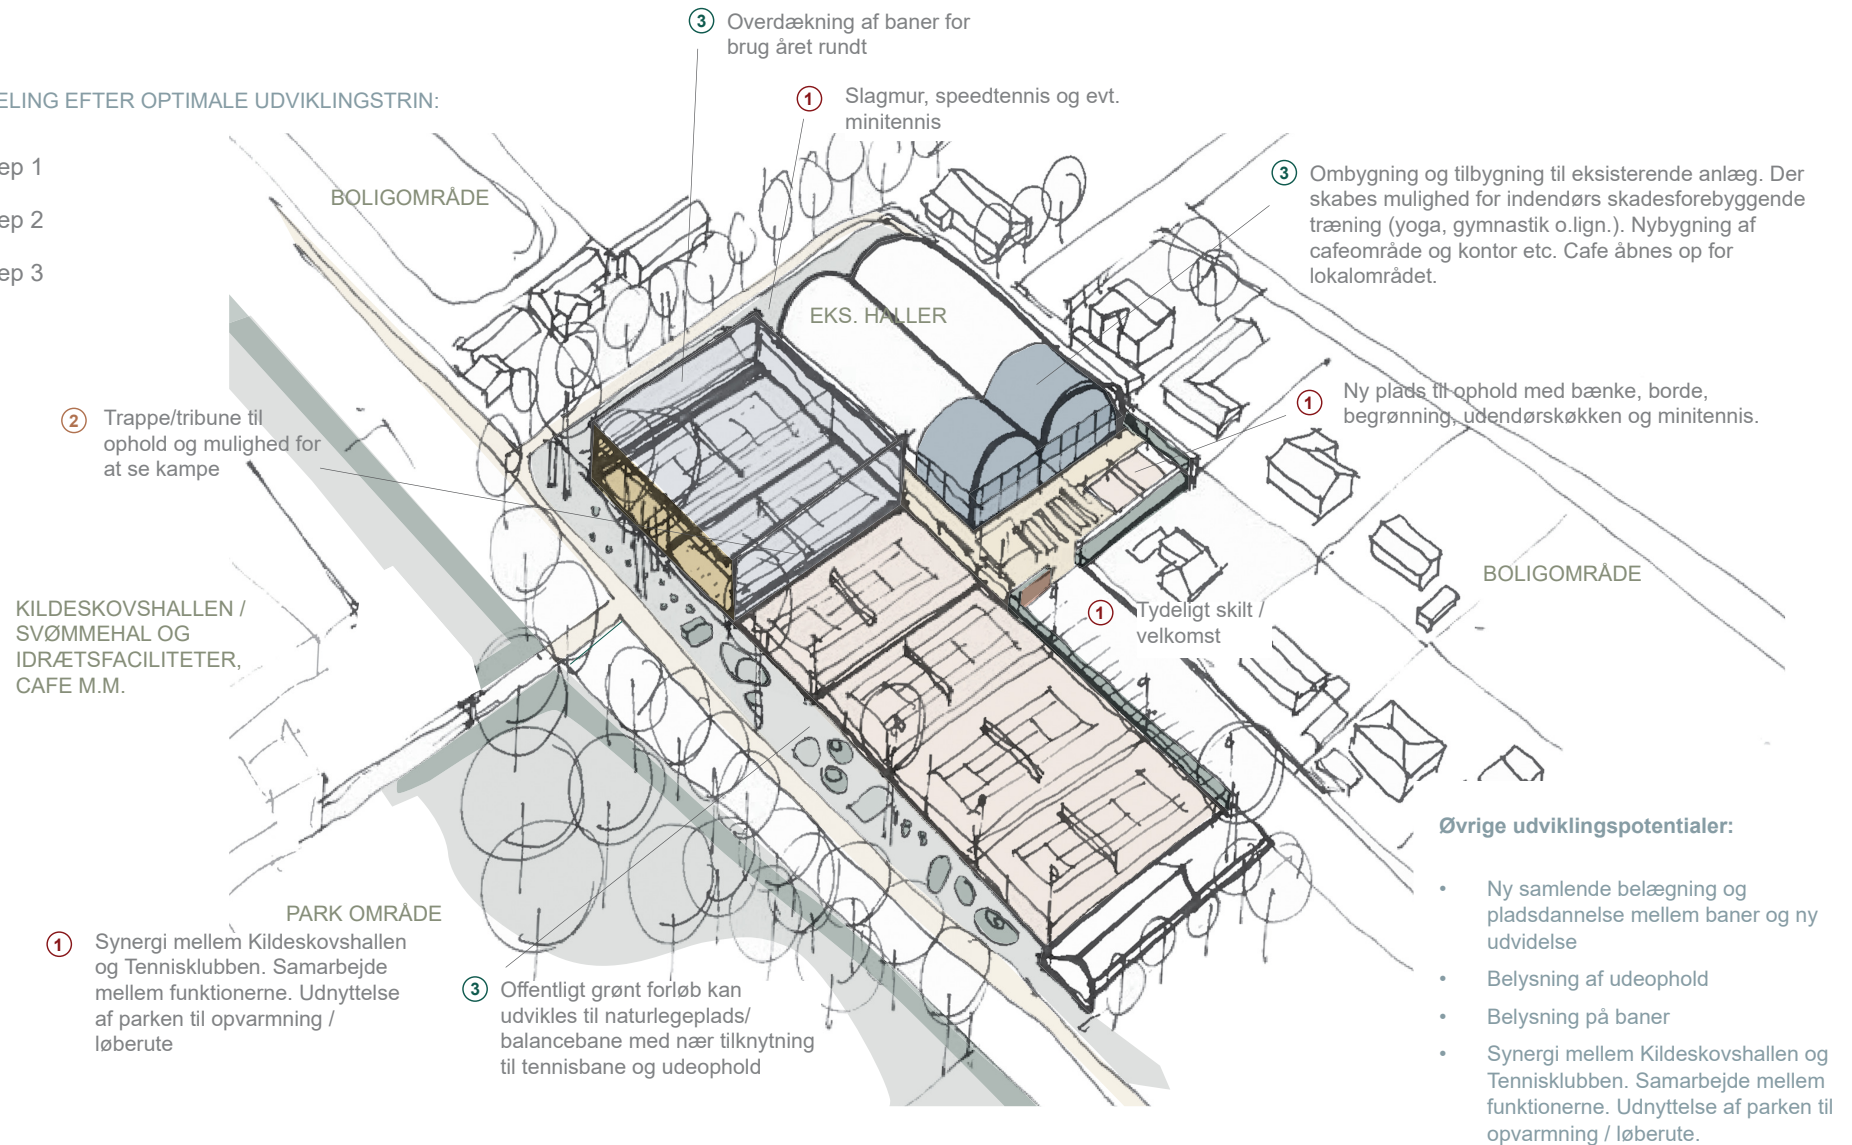 3 Overdækning af baner for
brug året rundt
ELING EFTER OPTIMALE UDVIKLINGSTRIN:
ep 1
ep 2
ep 3
1 Slagmur, speedtennis og evt.
minitennis
BOLIGOMRÅDE
3 Ombygning og tilbygning til eksisterende anlæg. Der
skabes mulighed for indendørs skadesforebyggende
træning (yoga, gymnastik o.lign.). Nybygning af
cafeområde og kontor etc. Cafe åbnes op for
lokalområdet.
EKS. HALLER
1 Ny plads til ophold med bænke, borde,
begrønning, udendørskøkken og minitennis.
2 Trappe/tribune til
ophold og mulighed for
at se kampe
BOLIGOMRÅDE
KILDESKOVSHALLEN /
SVØMMEHAL OG
IDRÆTSFACILITETER,
CAFE M.M.
1 Tydeligt skilt /
velkomst
PARK OMRÅDE
1 Synergi mellem Kildeskovshallen
og Tennisklubben. Samarbejde
mellem funktionerne. Udnyttelse
af parken til opvarmning /
løberute
3 Offentligt grønt forløb kan
udvikles til naturlegeplads/
balancebane med nær tilknytning
til tennisbane og udeophold
Øvrige udviklingspotentialer:
• Ny samlende belægning og
pladsdannelse mellem baner og ny
udvidelse
• Belysning af udeophold
• Belysning på baner
• Synergi mellem Kildeskovshallen og
Tennisklubben. Samarbejde mellem
funktionerne. Udnyttelse af parken til
opvarmning / løberute.